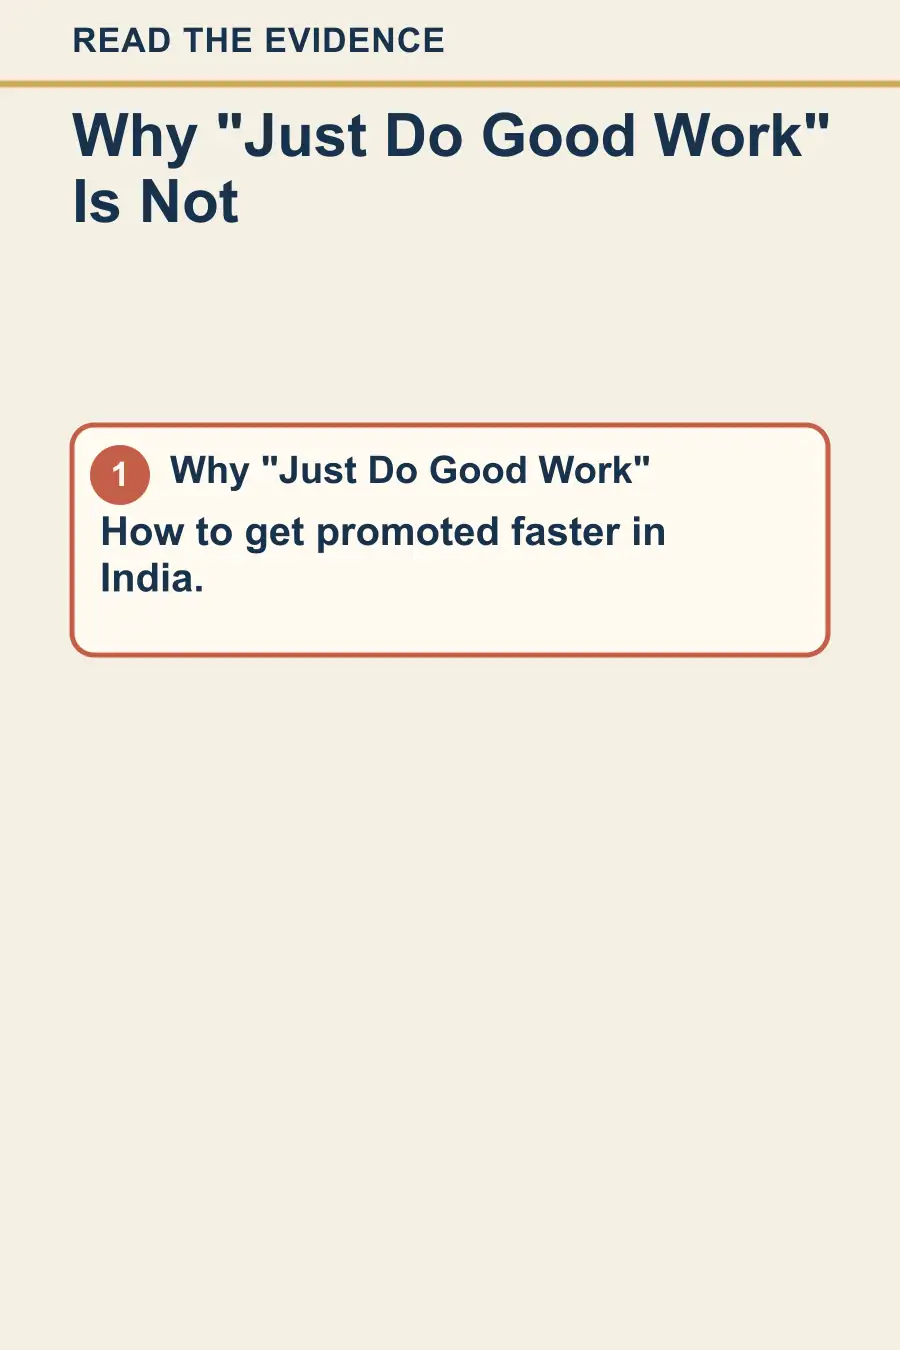 READ THE EVIDENCE
Why "Just Do Good Work"
Is Not
1 Why "Just Do Good Work"
How to get promoted faster in
India.